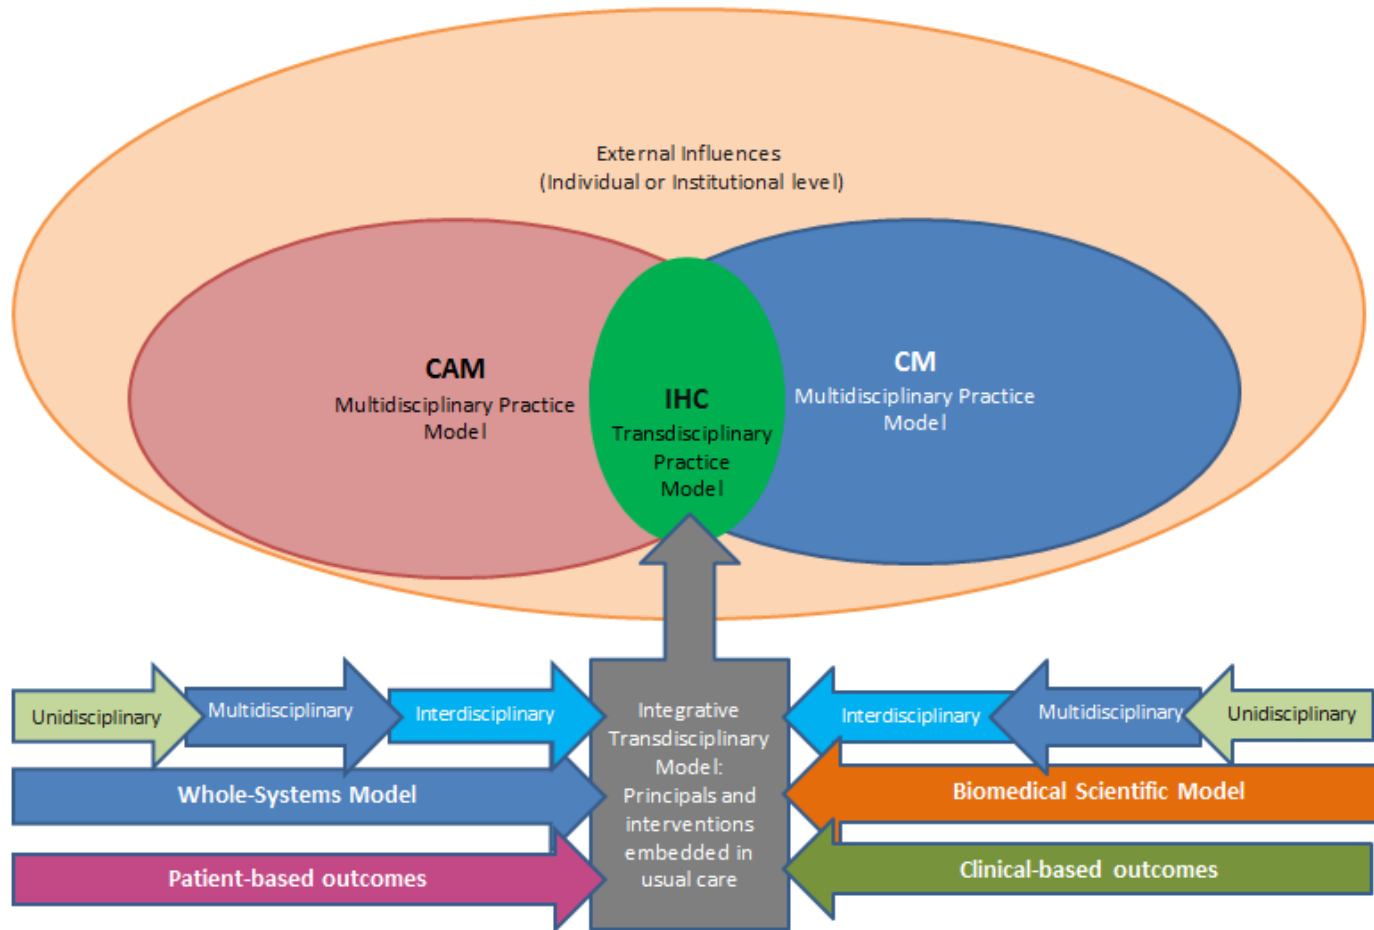 External Influences
(Individual or Institutional level)
CAM
Multidisciplinary Practice
Model
IHC
Transdisciplinary
Practice
Model
CM
Multidisciplinary Practice
Model
Unidisciplinary
Multidisciplinary
Interdisciplinary
Whole-Systems Model
Patient-based outcomes
Integrative
Transdisciplinary
Model:
Principals and
interventions
embedded in
usual care
Interdisciplinary
Multidisciplinary
Unidisciplinary
Biomedical Scientific Model
Clinical-based outcomes